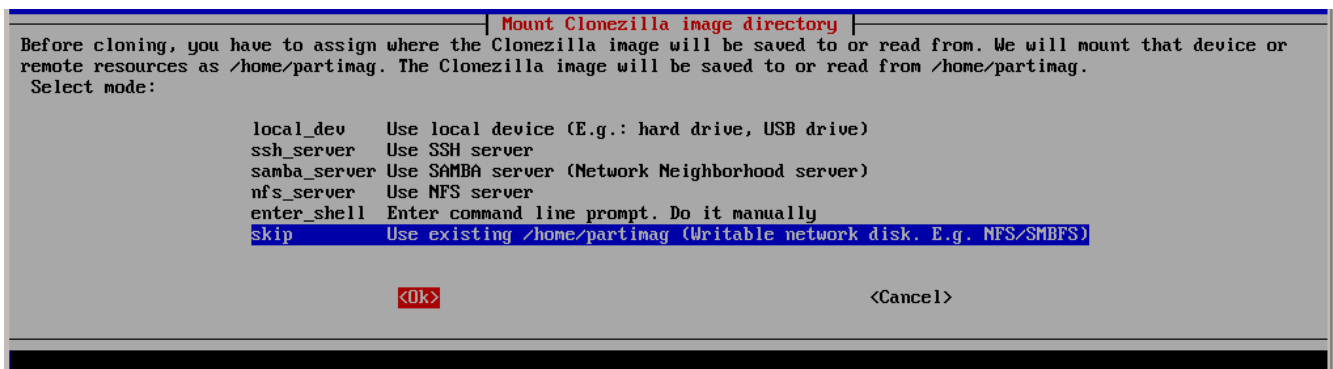 Mount Clonezilla image directory
Before cloning, you have to assign where the Clonezilla image will be saved to or read from. We will mount that device or
remote resources as /home/partimag. The Clonezilla image will be saved to or read from /home/partimag.
Select mode:
local_dev Use local device (E.g.: hard drive, USB drive)
ssh_server Use SSH server
samba_server Use SAMBA server (Network Neighborhood server)
nfs_server Use NFS server
enter_shell Enter command line prompt. Do it manually
skip Use existing /home/partimag (Writable network disk. E.g. NFS/SMBFS)
<Ok> <Cancel>